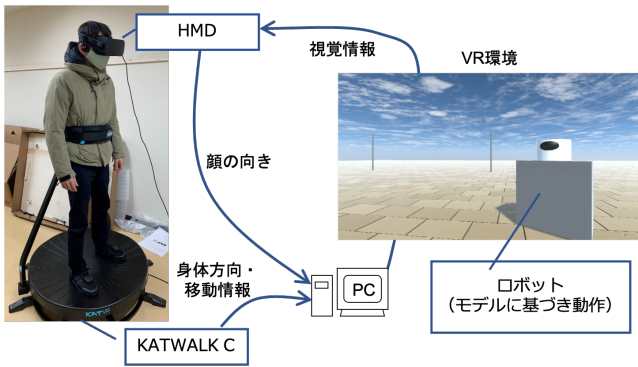 HMD
視覚情報
VR環境
顔の向き
身体方向・
移動情報
PC
ロボット
（モデルに基づき動作）
KATWALK C
KAT